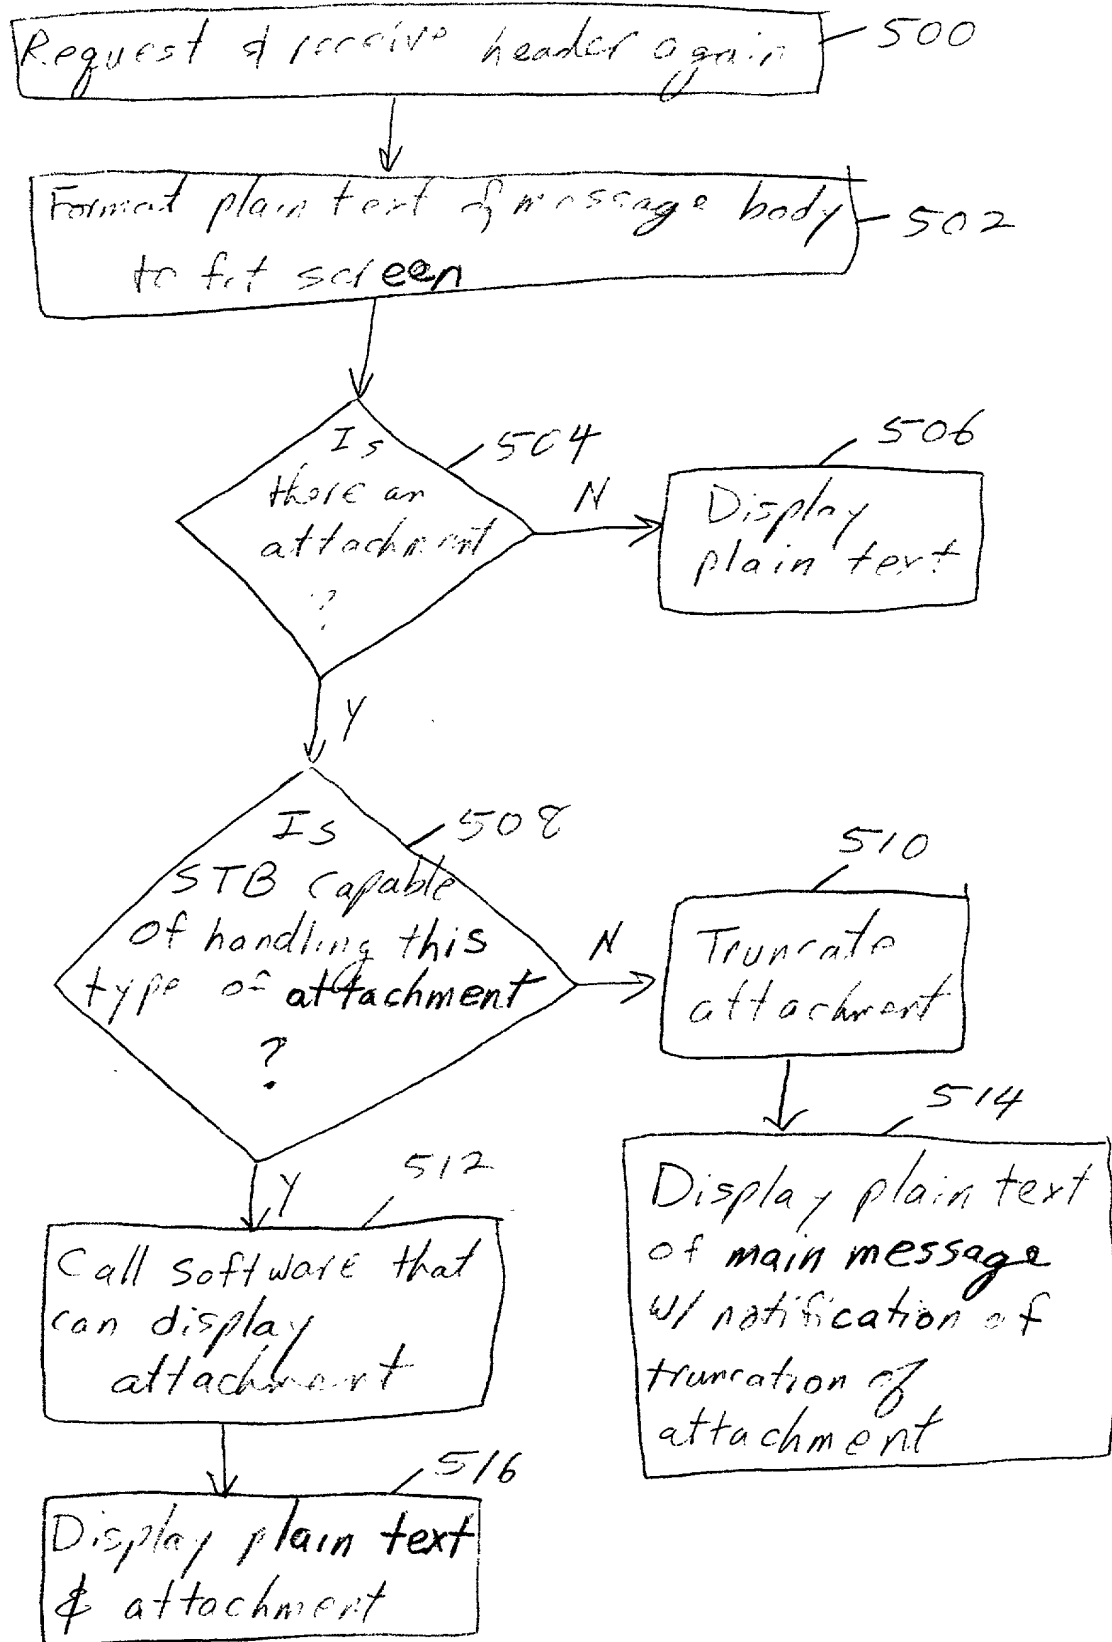 Request & receive header again
500
Format plain text of message body
to fit screen
502
Is
there an
attachment
?
504
N
506
Display
plain text
Y
Is
STB capable
of handling this
type of attachment
?
508
N
510
Truncate
attachment
514
Display plain text
of main message
w/ notification of
truncation of
attachment
Y
512
Call software that
can display
attachment
516
Display plain text
& attachment